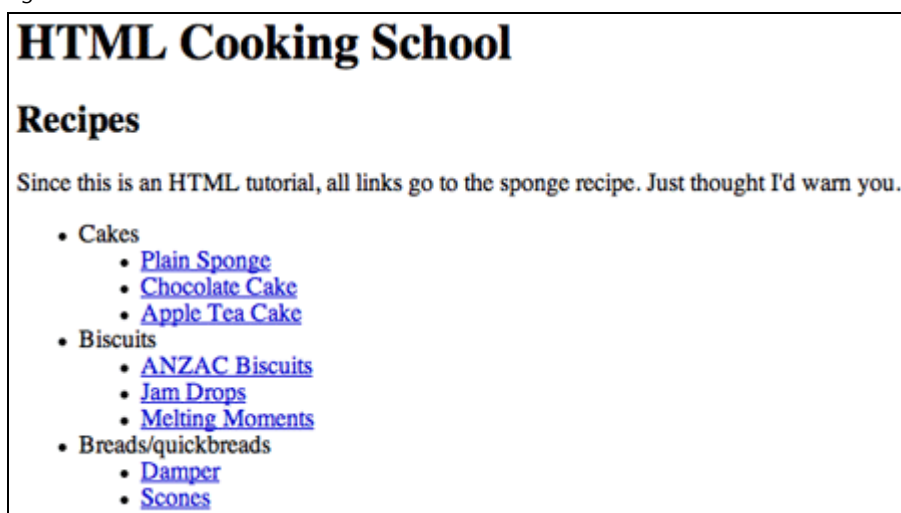 HTML Cooking School
Recipes
Since this is an HTML tutorial, all links go to the sponge recipe. Just thought I'd warn you.
• Cakes
• Plain Sponge
• Chocolate Cake
• Apple Tea Cake
• Biscuits
• ANZAC Biscuits
• Jam Drops
• Melting Moments
• Breads/quickbreads
• Damper
• Scones